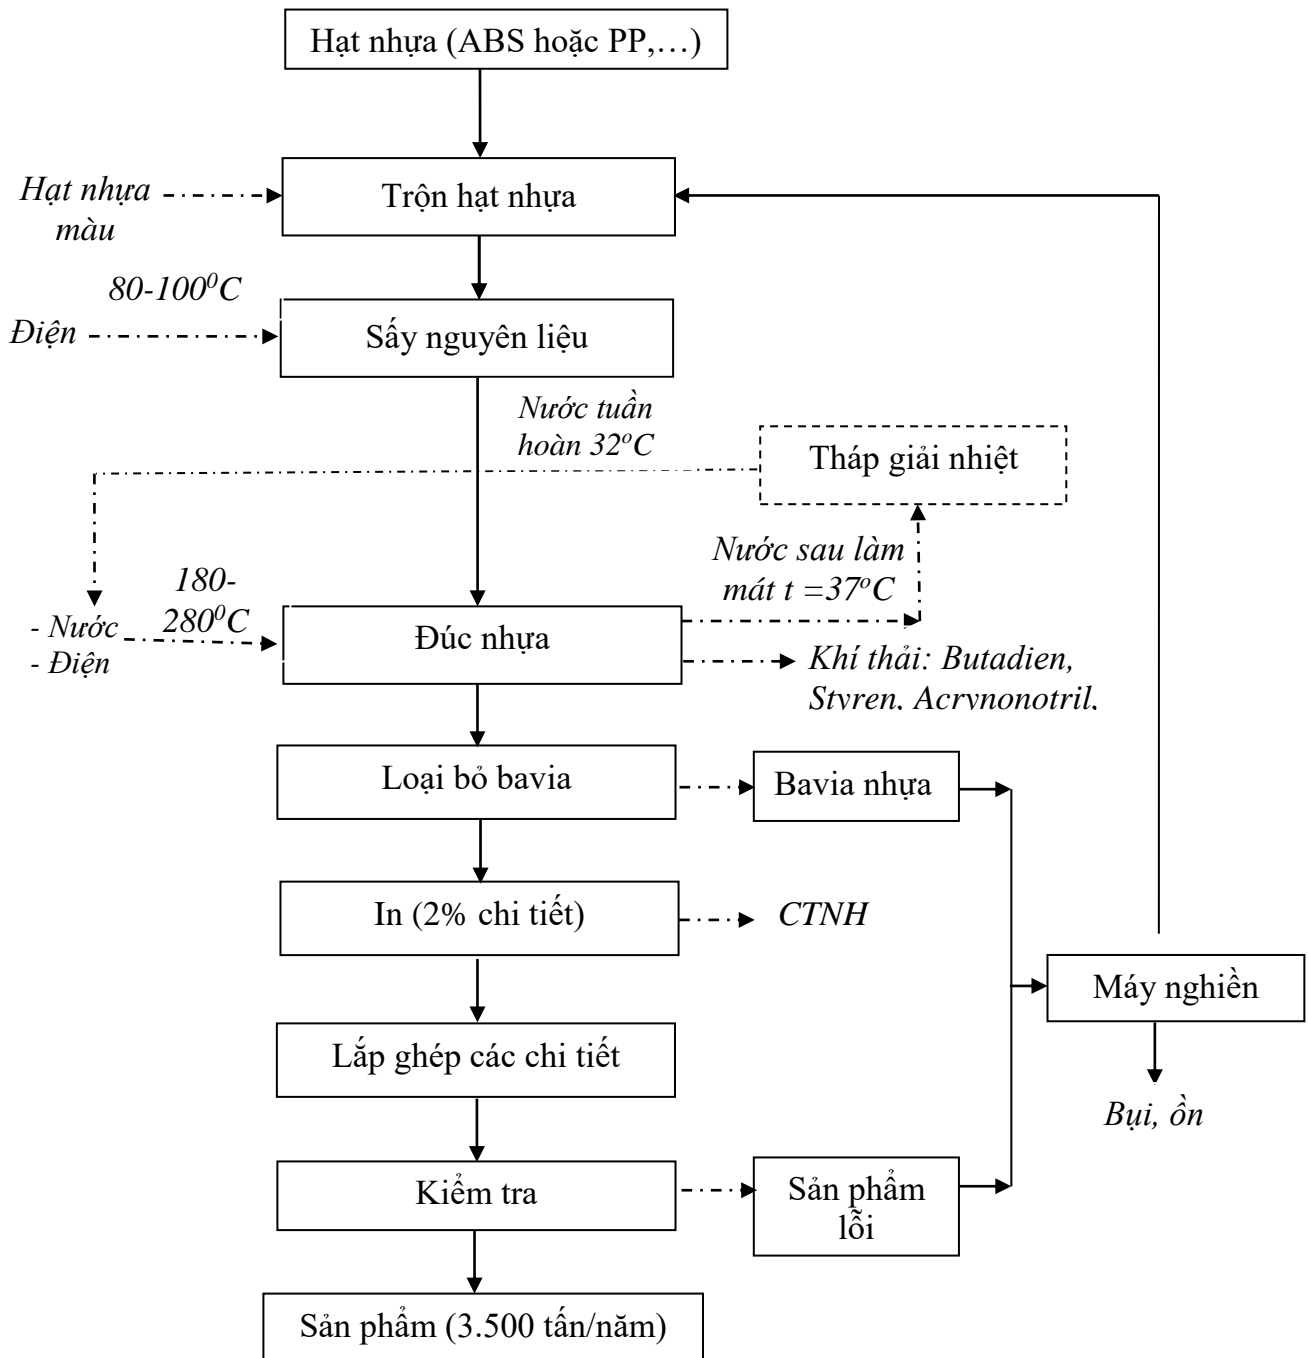 Hạt nhựa (ABS hoặc PP,…)
Hạt nhựa
màu
Trộn hạt nhựa
80-100⁰C
Điện
Sấy nguyên liệu
Nước tuần
hoàn 32ᵒC
Tháp giải nhiệt
Nước sau làm
mát t =37ᵒC
180-
280⁰C
- Nước
- Điện
Đúc nhựa
Khí thải: Butadien,
Styren, Acrynonotril,
Loại bỏ bavia
Bavia nhựa
In (2% chi tiết)
CTNH
Máy nghiền
Lắp ghép các chi tiết
Bụi, ồn
Kiểm tra
Sản phẩm
lỗi
Sản phẩm (3.500 tấn/năm)